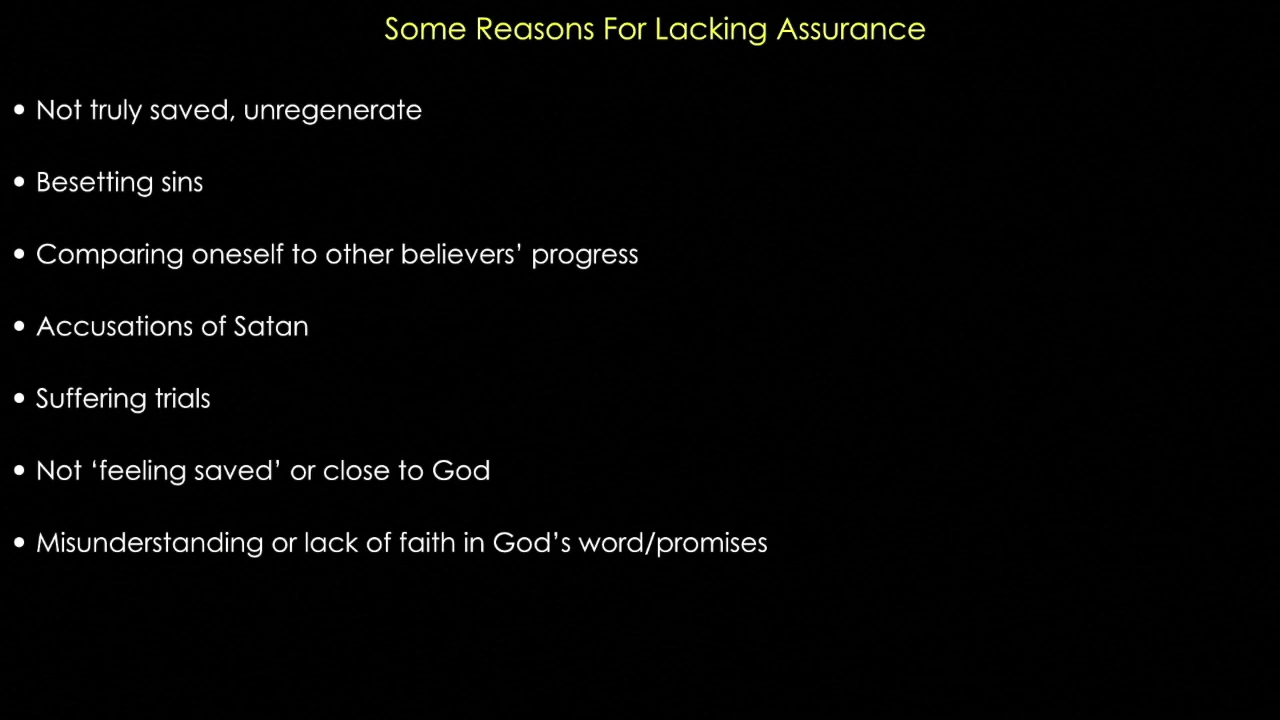 Some Reasons For Lacking Assurance
• Not truly saved, unregenerate
• Besetting sins
• Comparing oneself to other believers’ progress
• Accusations of Satan
• Suffering trials
• Not ‘feeling saved’ or close to God
• Misunderstanding or lack of faith in God’s word/promises